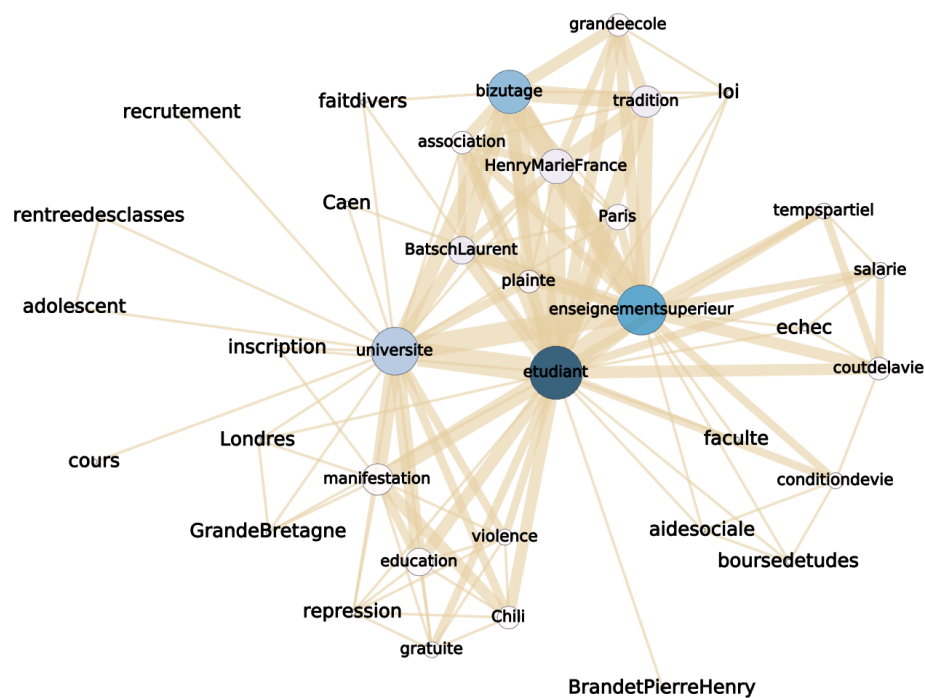 grandeecole
bizutage
loi
faitdivers
tradition
recrutement
association
HenryMarieFrance
Caen
tempspartiel
rentreedesclasses
Paris
BatschLaurent
salarie
plainte
adolescent
enseignementsuperieur
echec
inscription
universite
coutdelavie
etudiant
Londres
faculte
cours
manifestation
conditiondevie
GrandeBretagne
violence
aidesociale
education
boursedetudes
repression
Chili
gratuite
BrandetPierreHenry